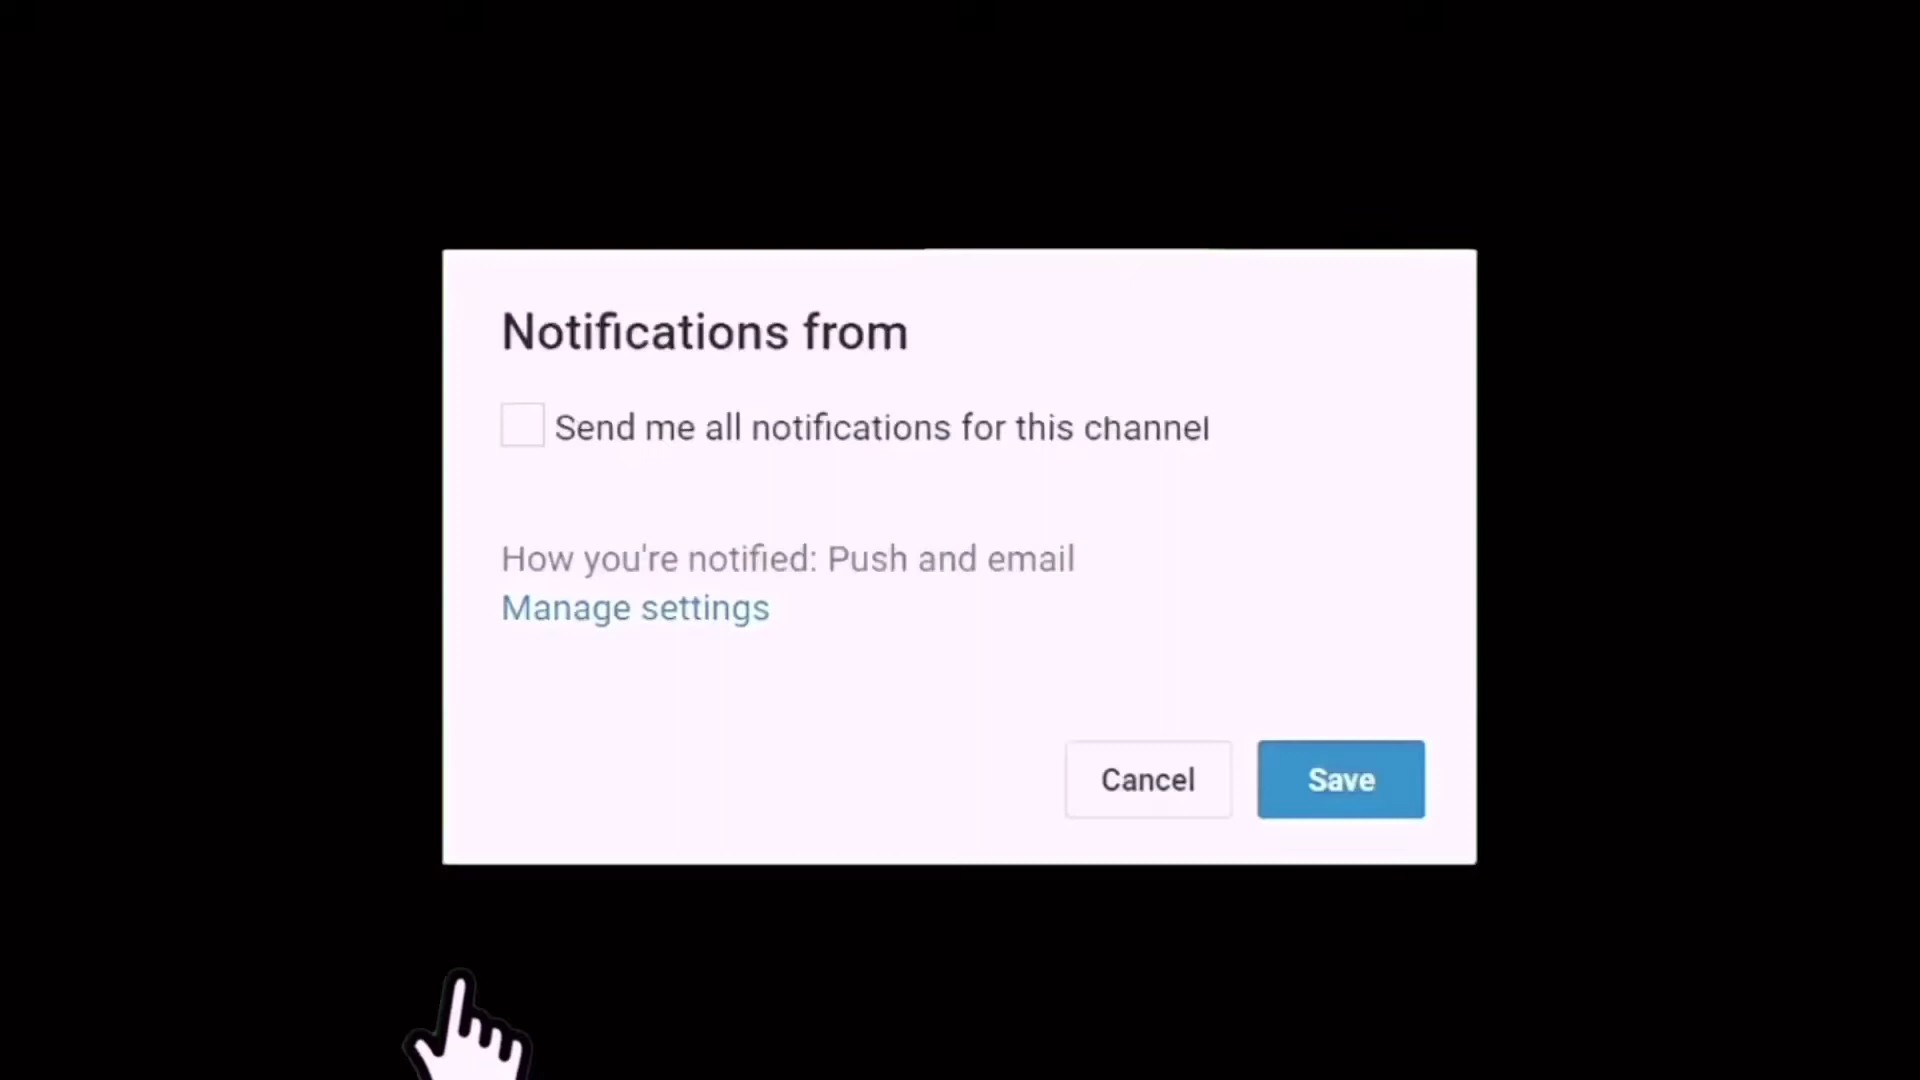 Notifications from
Send me all notifications for this channel
How you're notified: Push and email
Manage settings
Cancel
Save